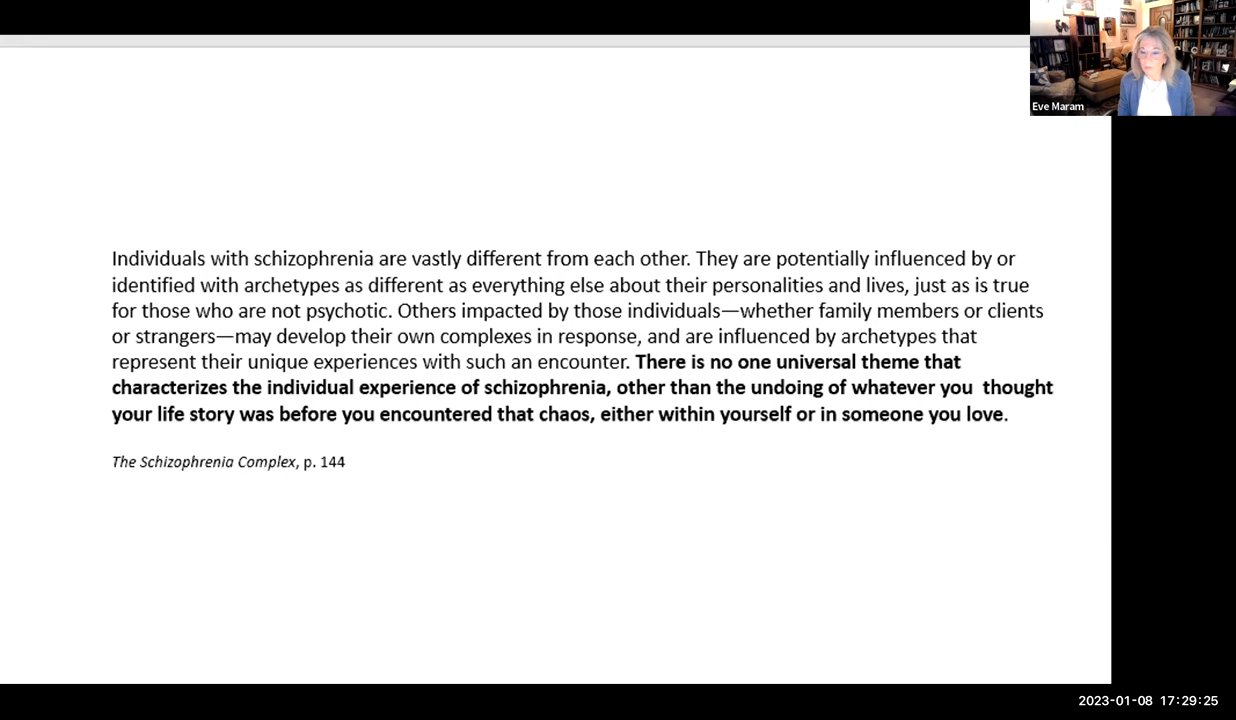 Eve Maram
Individuals with schizophrenia are vastly different from each other. They are potentially influenced by or
identified with archetypes as different as everything else about their personalities and lives, just as is true
for those who are not psychotic. Others impacted by those individuals—whether family members or clients
or strangers—may develop their own complexes in response, and are influenced by archetypes that
represent their unique experiences with such an encounter. There is no one universal theme that
characterizes the individual experience of schizophrenia, other than the undoing of whatever you  thought
your life story was before you encountered that chaos, either within yourself or in someone you love.
The Schizophrenia Complex, p. 144
2023-01-08 17:29:25